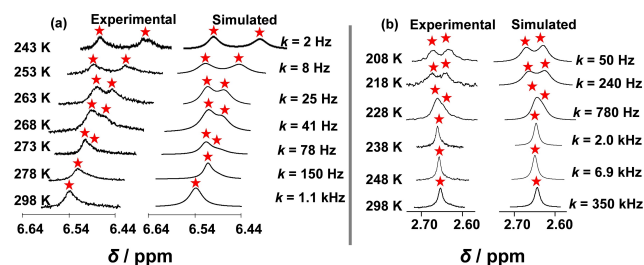 (a) Experimental Simulated
243 K k = 2 Hz
253 K k = 8 Hz
263 K k = 25 Hz
268 K k = 41 Hz
273 K k = 78 Hz
278 K k = 150 Hz
298 K k = 1.1 kHz
6.64 6.54 6.44 6.54 6.44
δ / ppm
(b) Experimental Simulated
208 K k = 50 Hz
218 K k = 240 Hz
228 K k = 780 Hz
238 K k = 2.0 kHz
248 K k = 6.9 kHz
298 K k = 350 kHz
2.70 2.60 2.70 2.60
δ / ppm